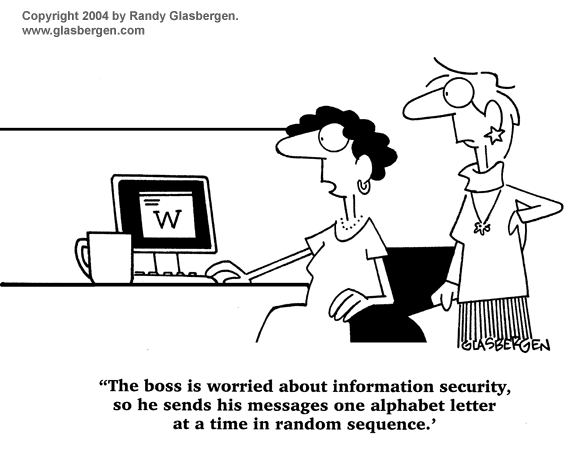 Copyright 2004 by Randy Glasbergen.
www.glasbergen.com
W
GLASBERGEN
“The boss is worried about information security,
so he sends his messages one alphabet letter
at a time in random sequence.’